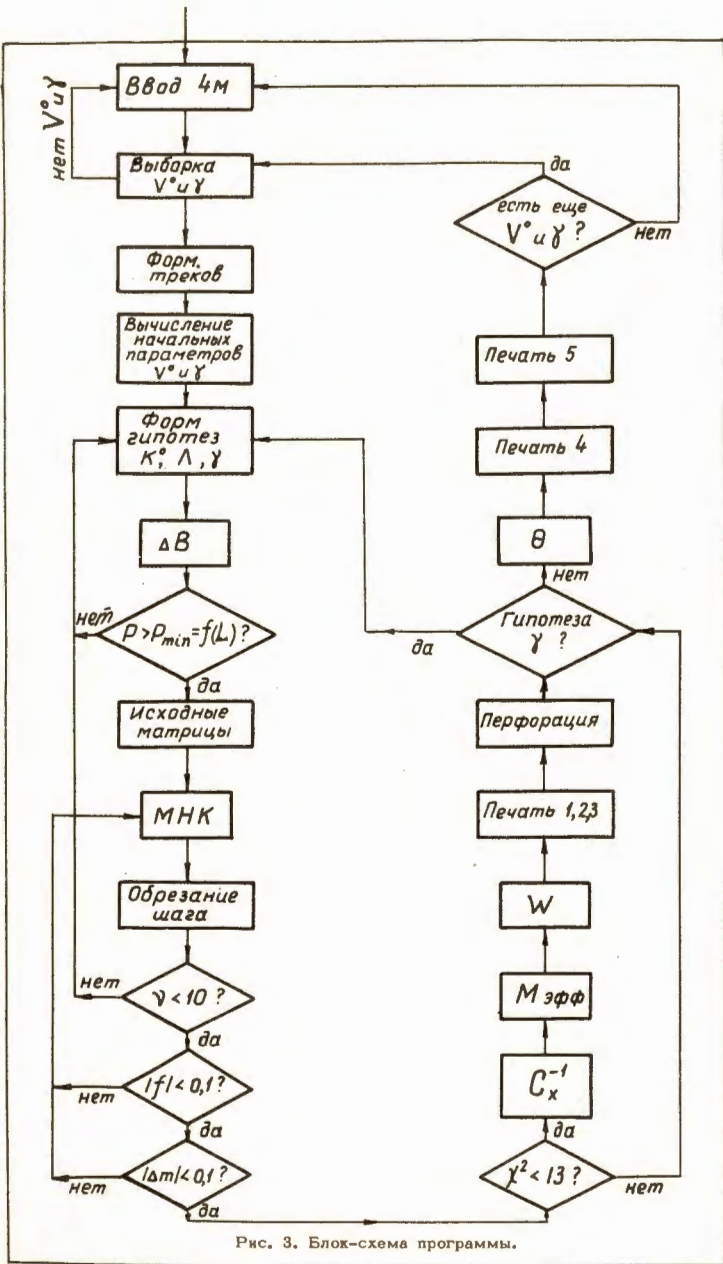 Ввод 4м
нет V° и γ
Выборка
V° и γ
Форм.
треков
Вычисление
начальных
параметров
V° и γ
Форм
гипотез
K°, Λ, γ
ΔB
P>Pmin=f(L)?
нет
да
Исходные
матрицы
МНК
Обрезание
шага
ν<10 ?
нет
да
|f|<0,1?
нет
да
|Δm|<0,1?
нет
да
χ²<13 ?
нет
да
Cx⁻¹
M эфф
W
Печать 1,2,3
Перфорация
Гипотеза
γ ?
да
нет
θ
Печать 4
Печать 5
есть еще
V° и γ ?
да
нет
Рис. 3. Блок-схема программы.